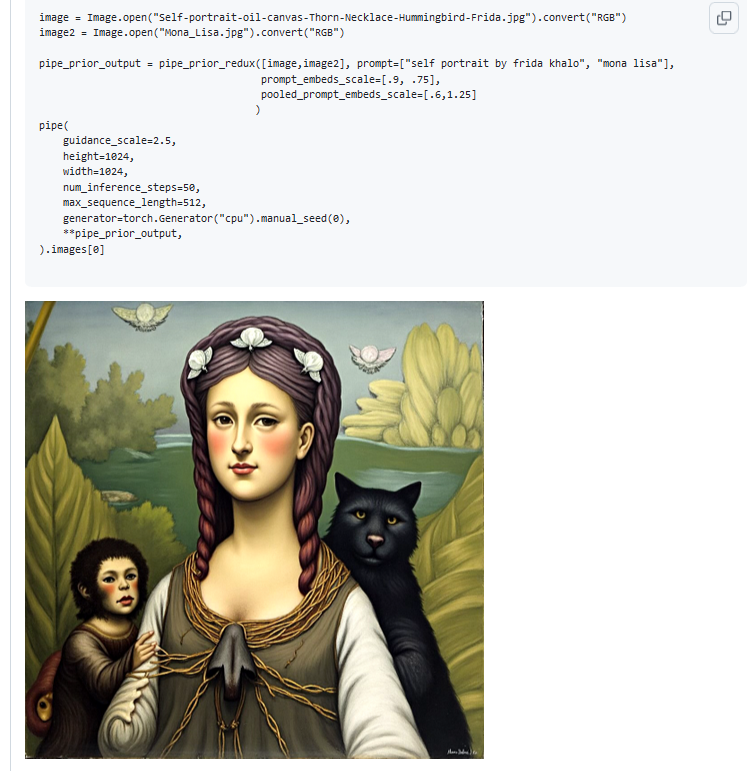 image = Image.open("Self-portrait-oil-canvas-Thorn-Necklace-Hummingbird-Frida.jpg").convert("RGB")
image2 = Image.open("Mona_Lisa.jpg").convert("RGB")
pipe_prior_output = pipe_prior_redux([image,image2], prompt=["self portrait by frida khalo", "mona lisa"],
prompt_embeds_scale=[.9, .75],
pooled_prompt_embeds_scale=[.6,1.25]
)
pipe(
guidance_scale=2.5,
height=1024,
width=1024,
num_inference_steps=50,
max_sequence_length=512,
generator=torch.Generator("cpu").manual_seed(0),
**pipe_prior_output,
).images[0]